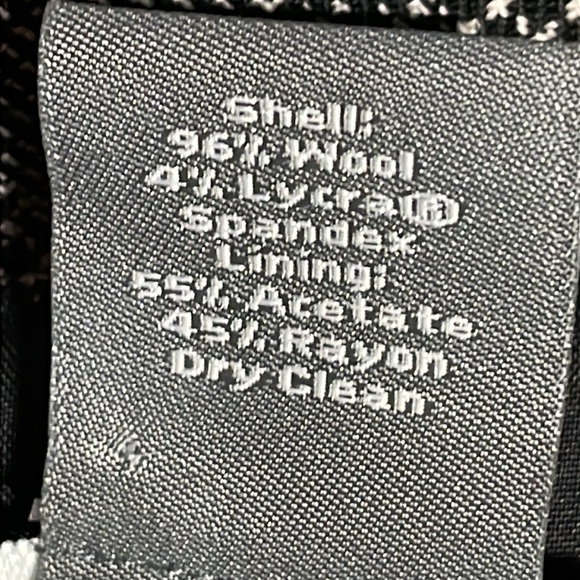 Shell:
96% Wool
4% Lycra®
Spandex
Lining:
55% Acetate
45% Rayon
Dry Clean